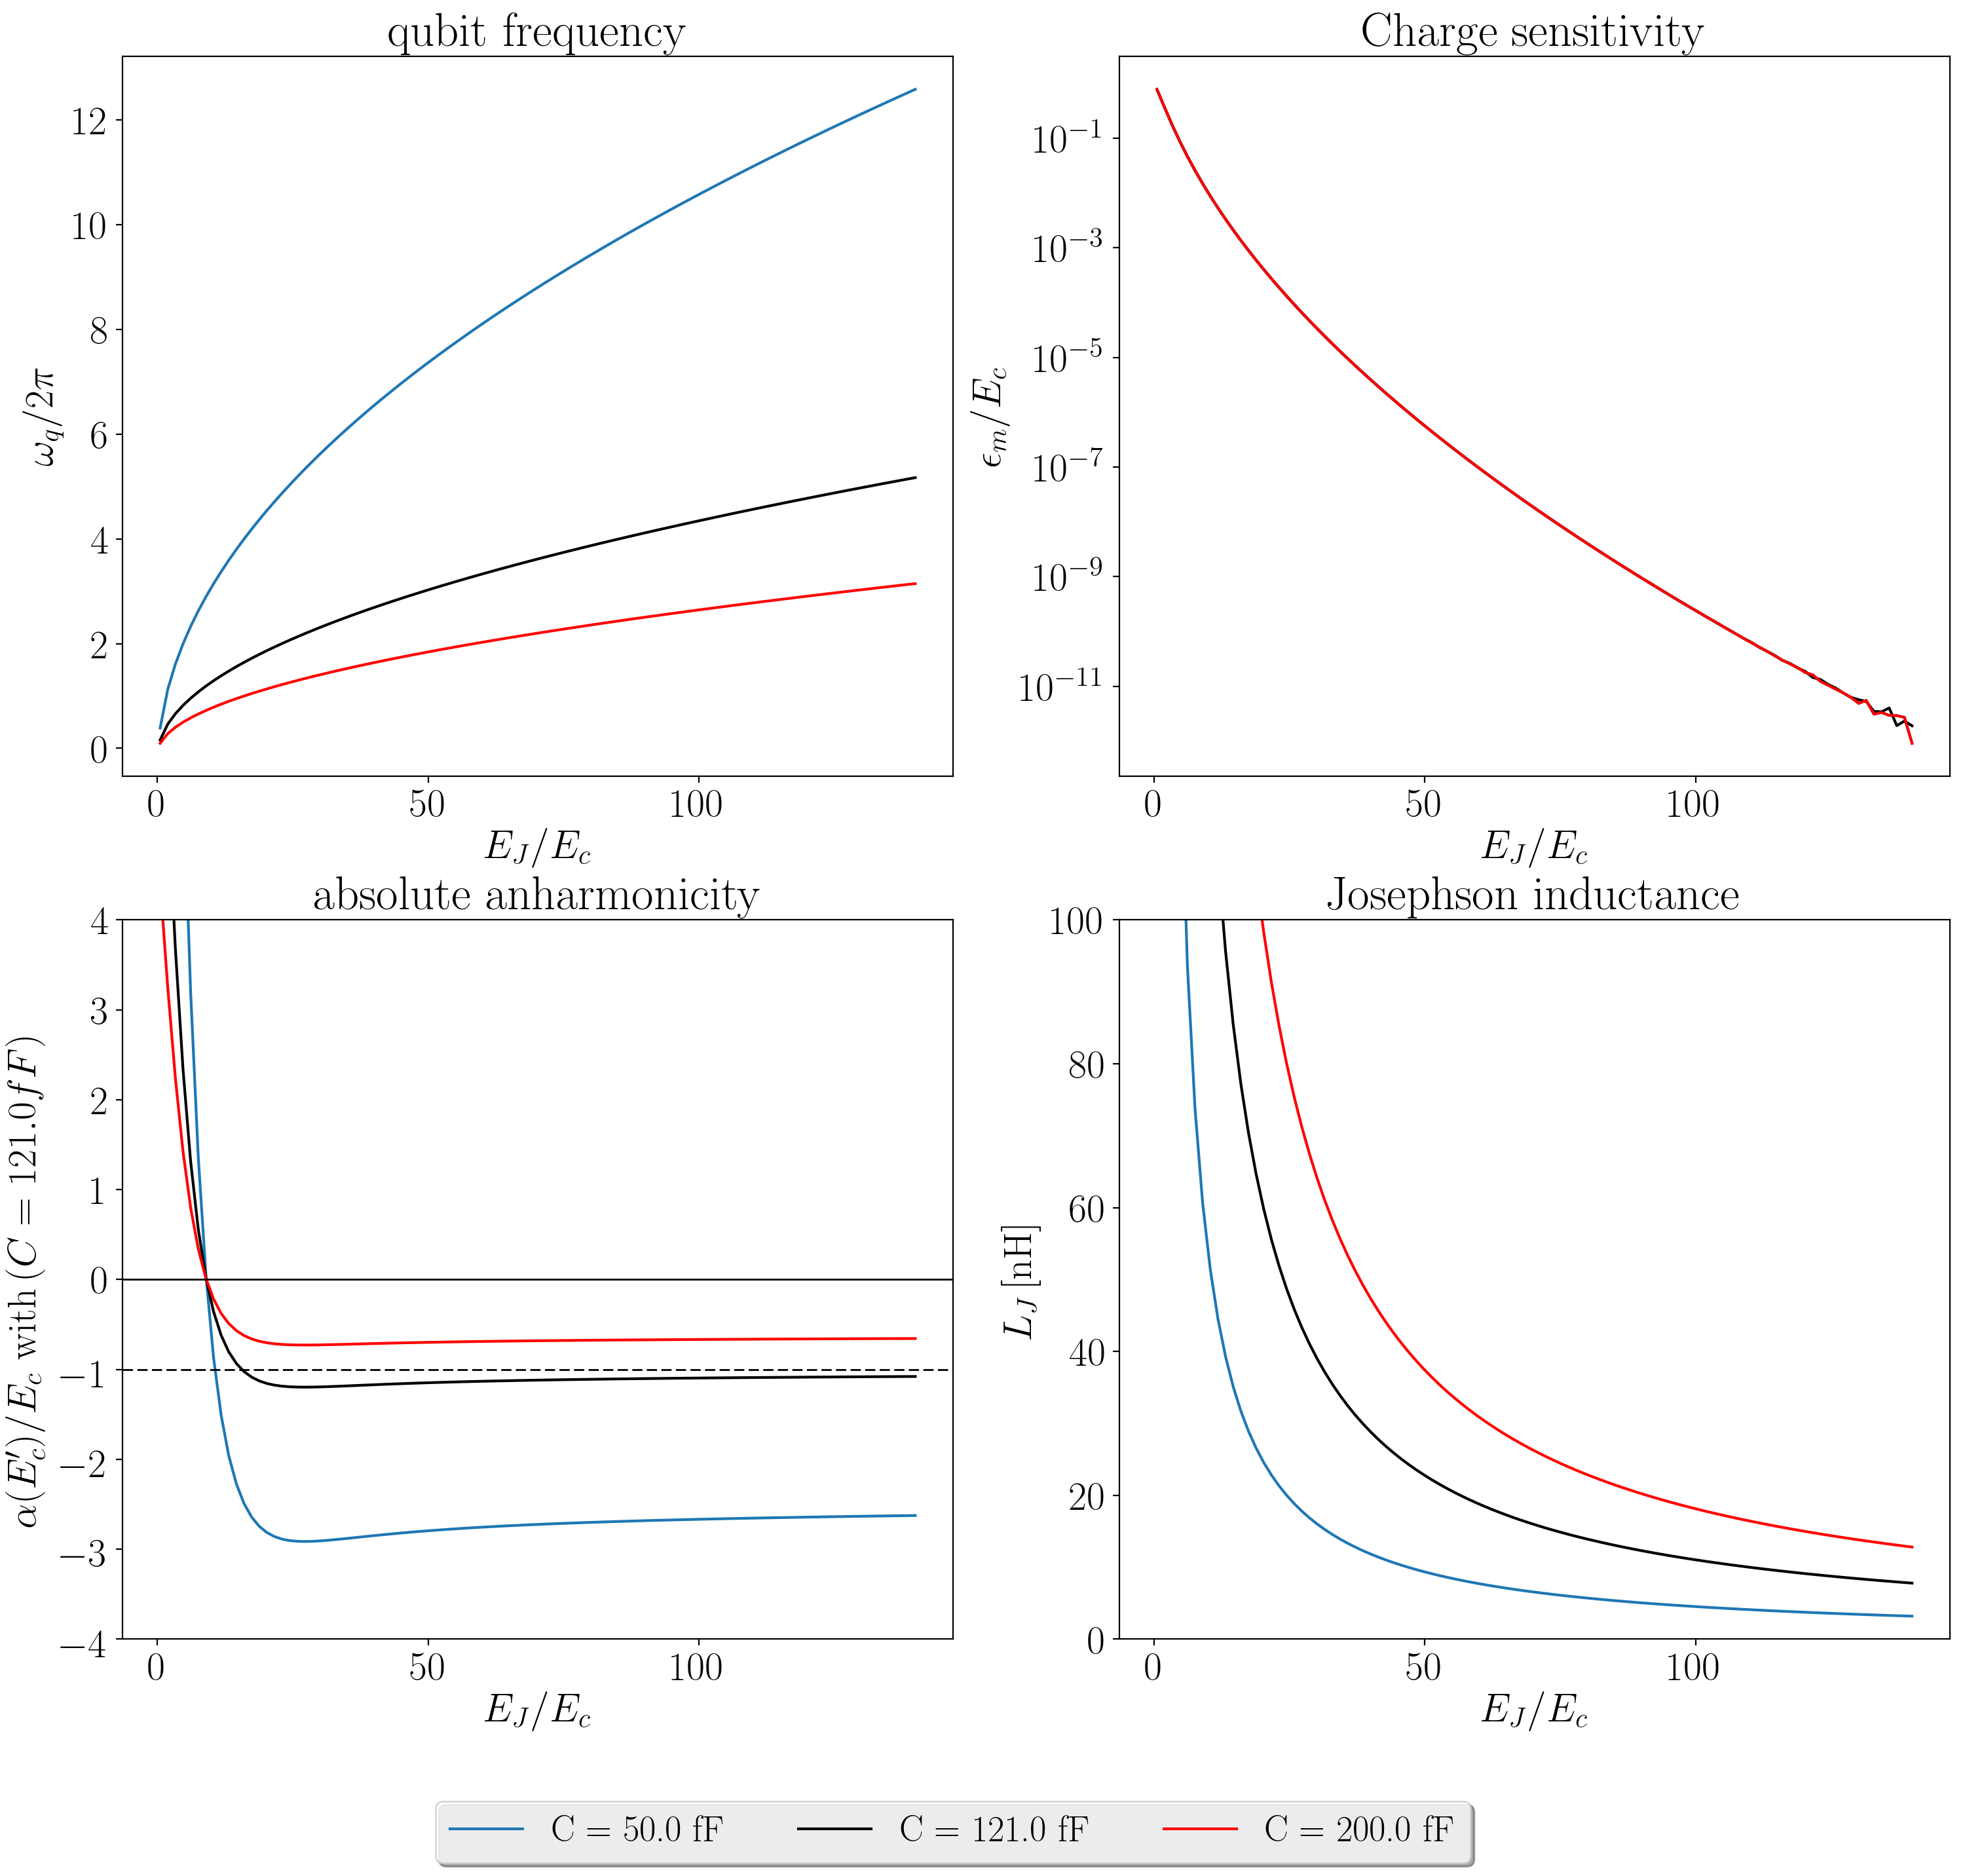 qubit frequency
12
10
8
6
4
2
0
ω_q/2π
0 50 100
E_J/E_c
Charge sensitivity
10^{−1}
10^{−3}
10^{−5}
10^{−7}
10^{−9}
10^{−11}
ϵ_m/E_c
0 50 100
E_J/E_c
absolute anharmonicity
4
3
2
1
0
−1
−2
−3
−4
α(E′_c)/E_c with (C = 121.0fF)
0 50 100
E_J/E_c
Josephson inductance
100
80
60
40
20
0
L_J [nH]
0 50 100
E_J/E_c
C = 50.0 fF C = 121.0 fF C = 200.0 fF